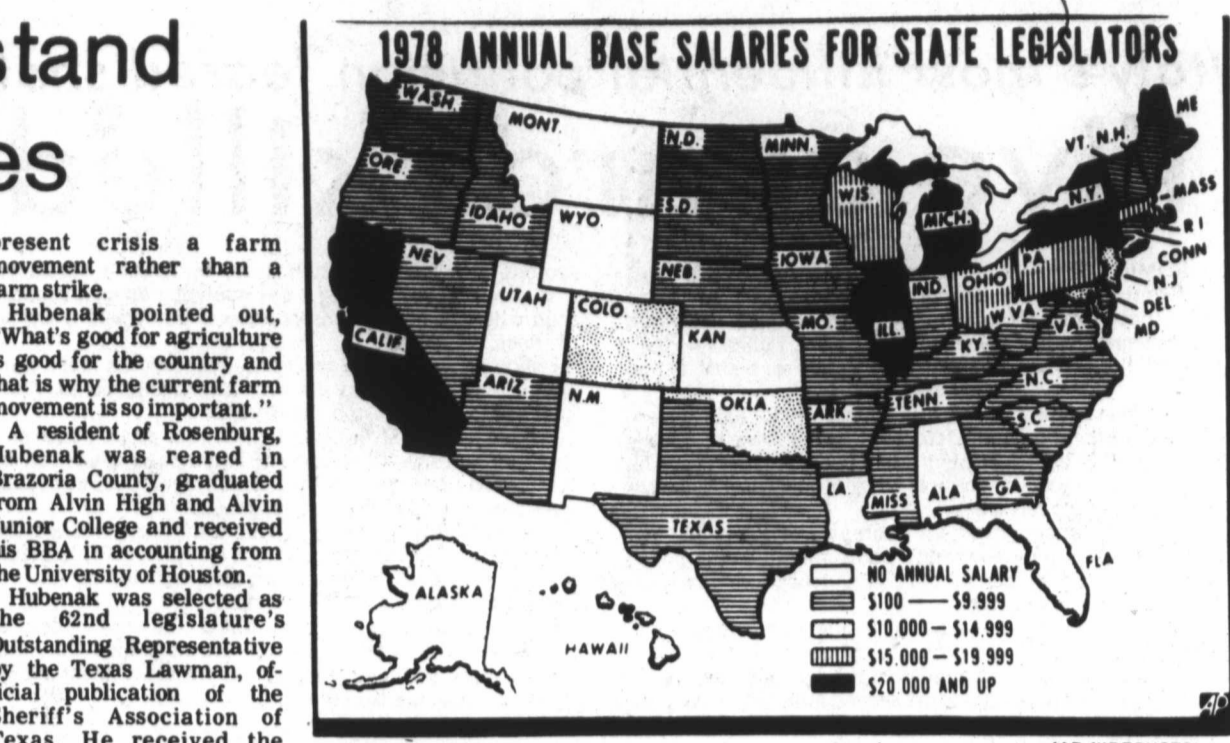 stand
es
present crisis a farm
movement rather than a
farm strike.
Hubenak pointed out,
"What's good for agriculture
is good for the country and
that is why the current farm
movement is so important."
A resident of Rosenburg,
Hubenak was reared in
Brazoria County, graduated
from Alvin High and Alvin
Junior College and received
his BBA in accounting from
the University of Houston.
Hubenak was selected as
the 62nd legislature's
Outstanding Representative
by the Texas Lawman, of-
ficial publication of the
Sheriff's Association of
Texas. He received the
1978 ANNUAL BASE SALARIES FOR STATE LEGISLATORS
WASH.
MONT.
N.D.
MINN.
ME
VT.
N.H.
ORE.
IDAHO
WYO.
S.D.
WIS.
MICH.
N.Y.
MASS
R I
CONN
NEV.
UTAH
COLO.
NEB.
IOWA
IND.
OHIO
PA
N.J
DEL
MD
CALIF.
KAN
MO.
ILL.
KY.
W.VA.
VA.
ARIZ.
N.M
OKLA.
ARK.
TENN.
N.C.
S.C.
TEXAS
LA.
MISS
ALA
GA
FLA
ALASKA
HAWAII
NO ANNUAL SALARY
$100 — $9.999
$10.000 — $14.999
$15.000 — $19.999
$20.000 AND UP
AP